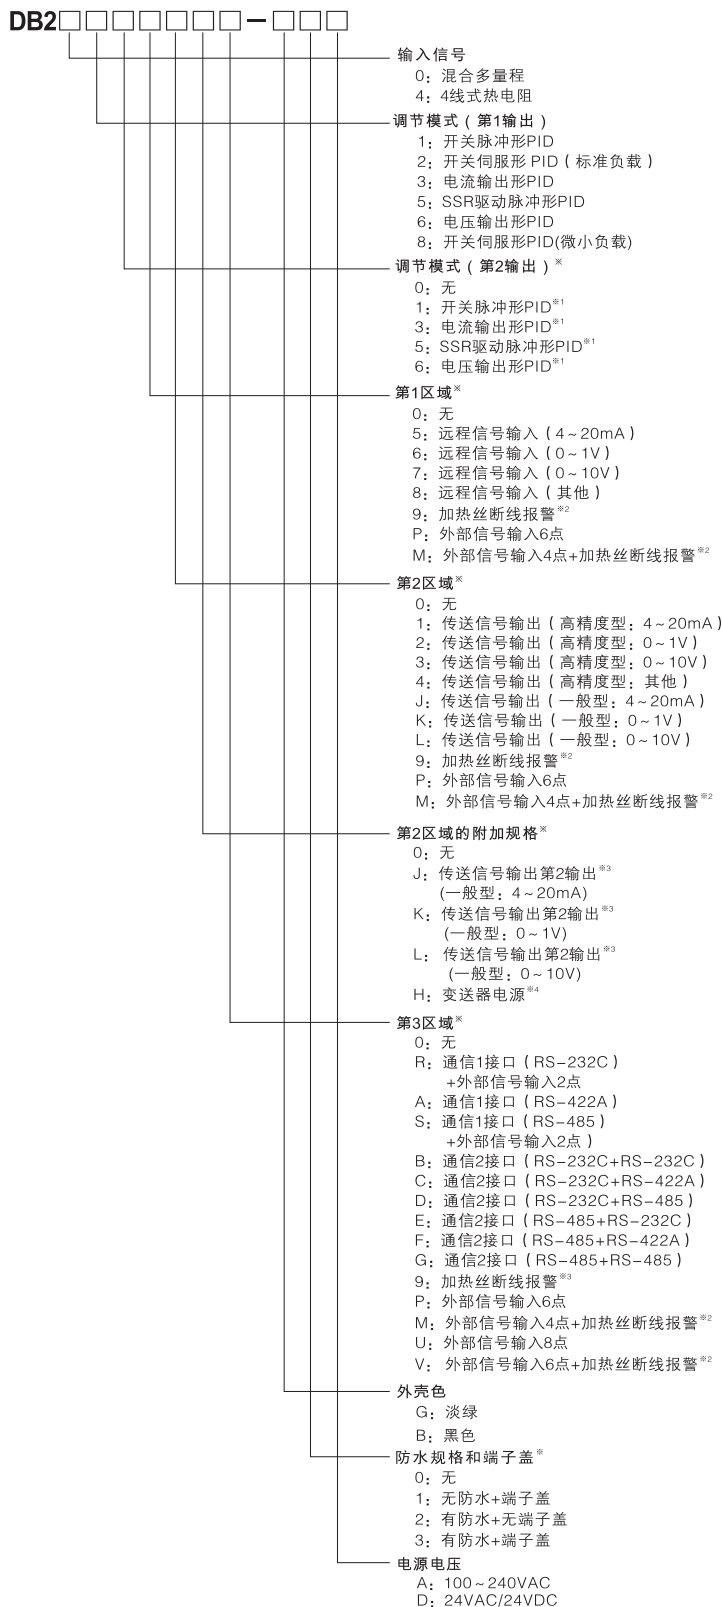 DB2□□□□□□□－□□□
输入信号
0：混合多量程
4：4线式热电阻
调节模式（第1输出）
1：开关脉冲形PID
2：开关伺服形 PID（标准负载）
3：电流输出形PID
5：SSR驱动脉冲形PID
6：电压输出形PID
8：开关伺服形PID(微小负载)
调节模式（第2输出）※
0：无
1：开关脉冲形PID※1
3：电流输出形PID※1
5：SSR驱动脉冲形PID※1
6：电压输出形PID※1
第1区域※
0：无
5：远程信号输入（4~20mA）
6：远程信号输入（0~1V）
7：远程信号输入（0~10V）
8：远程信号输入（其他）
9：加热丝断线报警※2
P：外部信号输入6点
M：外部信号输入4点+加热丝断线报警※2
第2区域※
0：无
1：传送信号输出（高精度型：4~20mA）
2：传送信号输出（高精度型：0~1V）
3：传送信号输出（高精度型：0~10V）
4：传送信号输出（高精度型：其他）
J：传送信号输出（一般型：4~20mA）
K：传送信号输出（一般型：0~1V）
L：传送信号输出（一般型：0~10V）
9：加热丝断线报警※2
P：外部信号输入6点
M：外部信号输入4点+加热丝断线报警※2
第2区域的附加规格※
0：无
J：传送信号输出第2输出※3
(一般型：4~20mA)
K：传送信号输出第2输出※3
(一般型：0~1V)
L：传送信号输出第2输出※3
(一般型：0~10V)
H：变送器电源※4
第3区域※
0：无
R：通信1接口（RS-232C）
+外部信号输入2点
A：通信1接口（RS-422A）
S：通信1接口（RS-485）
+外部信号输入2点）
B：通信2接口（RS-232C+RS-232C）
C：通信2接口（RS-232C+RS-422A）
D：通信2接口（RS-232C+RS-485）
E：通信2接口（RS-485+RS-232C）
F：通信2接口（RS-485+RS-422A）
G：通信2接口（RS-485+RS-485）
9：加热丝断线报警※3
P：外部信号输入6点
M：外部信号输入4点+加热丝断线报警※2
U：外部信号输入8点
V：外部信号输入6点+加热丝断线报警※2
外壳色
G：淡绿
B：黑色
防水规格和端子盖※
0：无
1：无防水+端子盖
2：有防水+无端子盖
3：有防水+端子盖
电源电压
A：100~240VAC
D：24VAC/24VDC